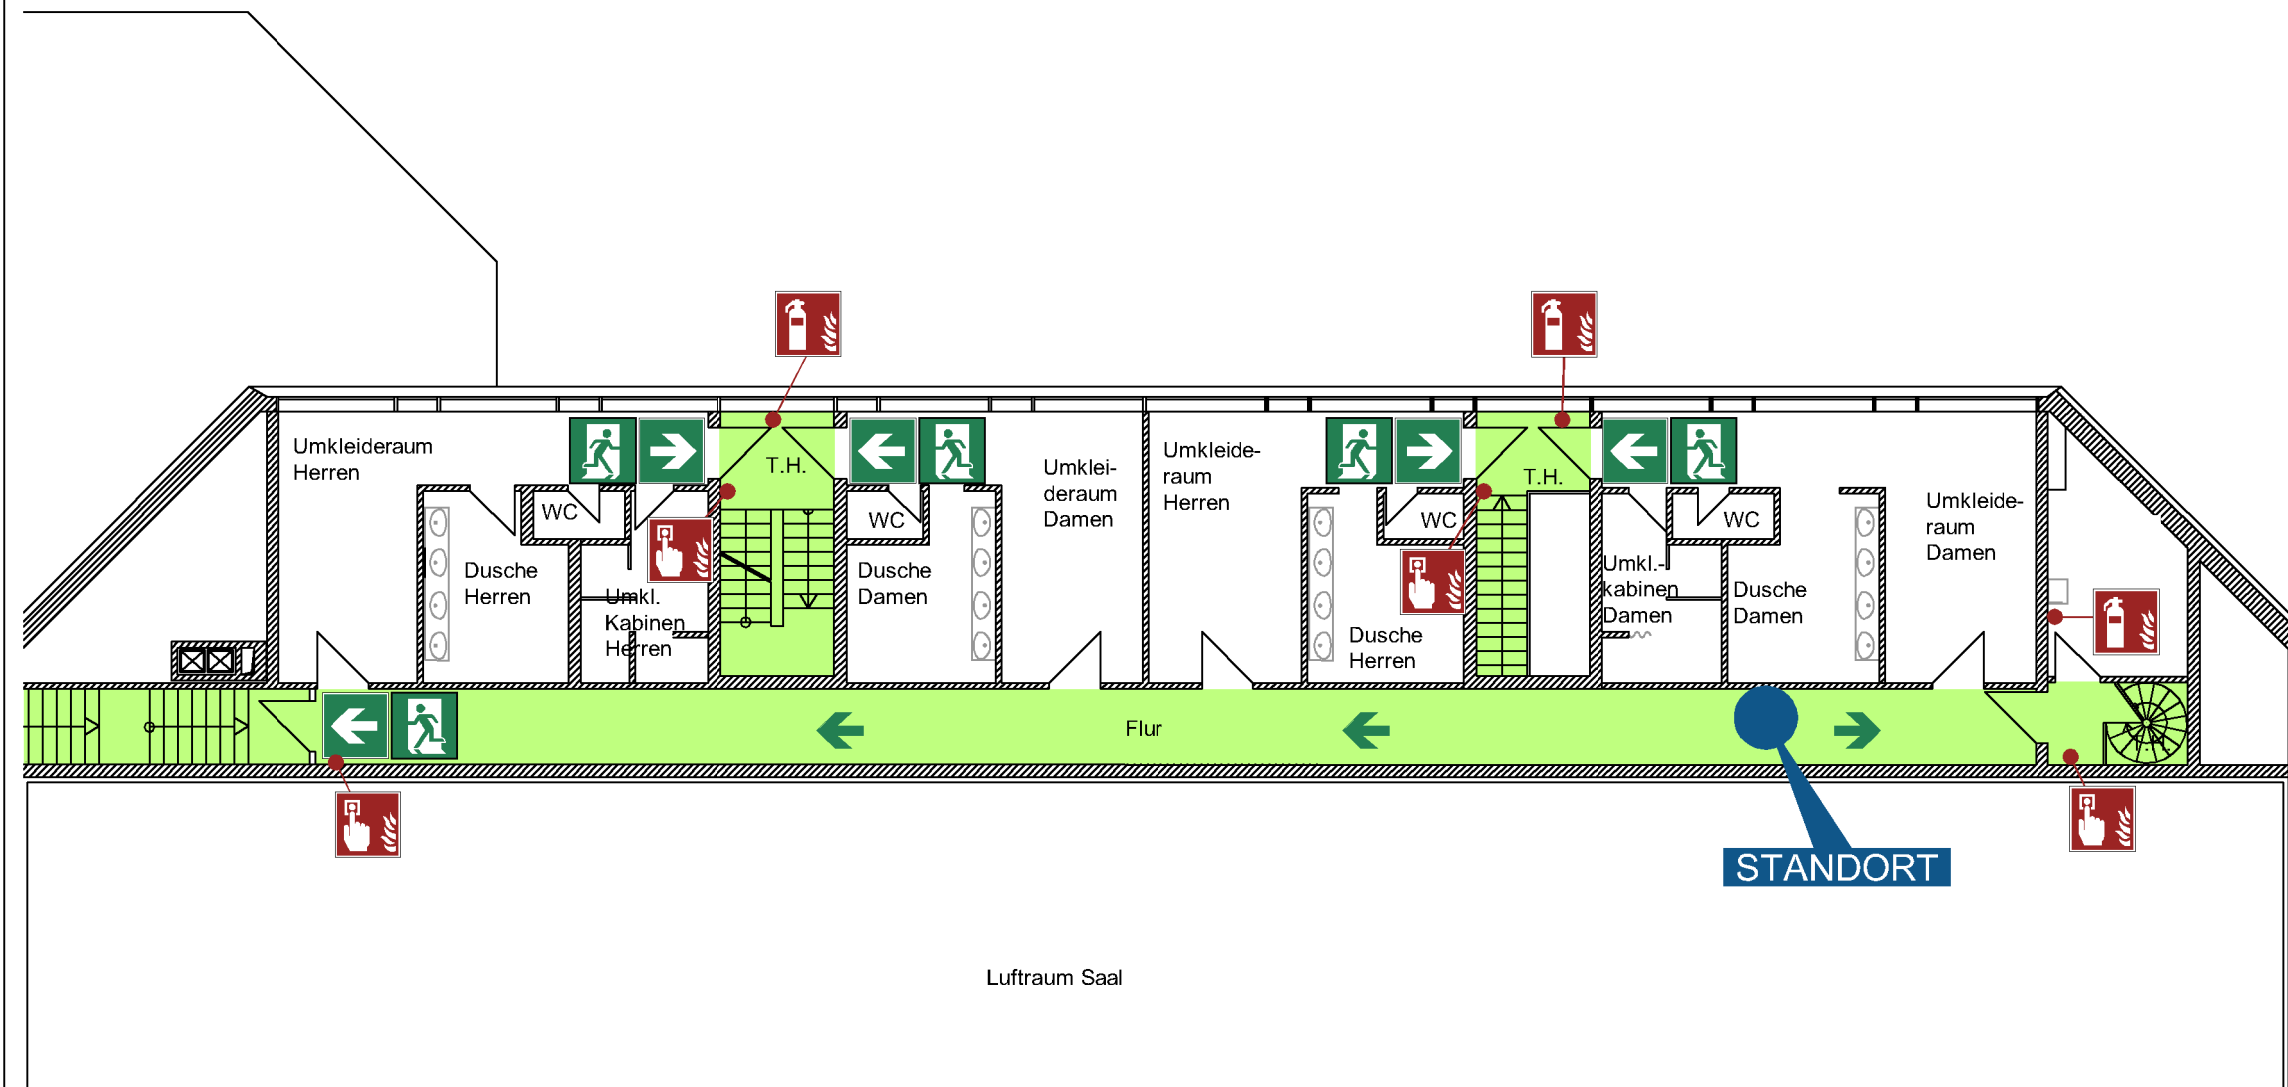 Umkleideraum
Herren
T.H.
WC
Dusche
Herren
Umkl.
Kabinen
Herren
WC
Dusche
Damen
Umklei-
deraum
Damen
Umkleide-
raum
Herren
T.H.
WC
Dusche
Herren
Umkl.-
kabinen
Damen
WC
Dusche
Damen
Umkleide-
raum
Damen
Flur
STANDORT
Luftraum Saal